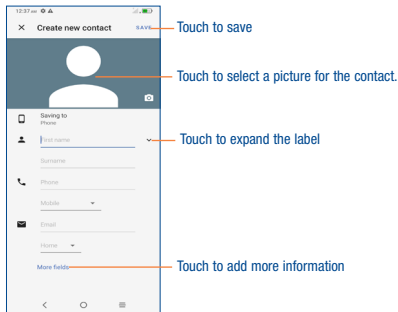 12:37 PM
Create new contact SAVE Touch to save
Touch to select a picture for the contact.
Saving to
Phone
First name Touch to expand the label
Surname
Phone
Mobile
Email
Home
More fields Touch to add more information